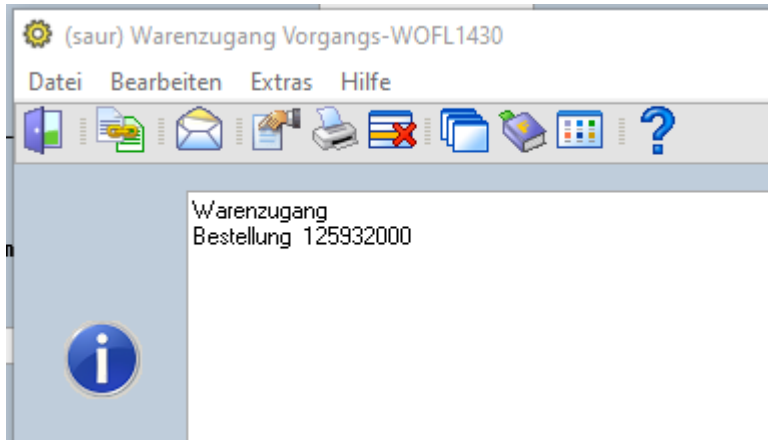 (saur) Warenzugang Vorgangs-WOFL1430
Datei Bearbeiten Extras Hilfe
Warenzugang
Bestellung 125932000